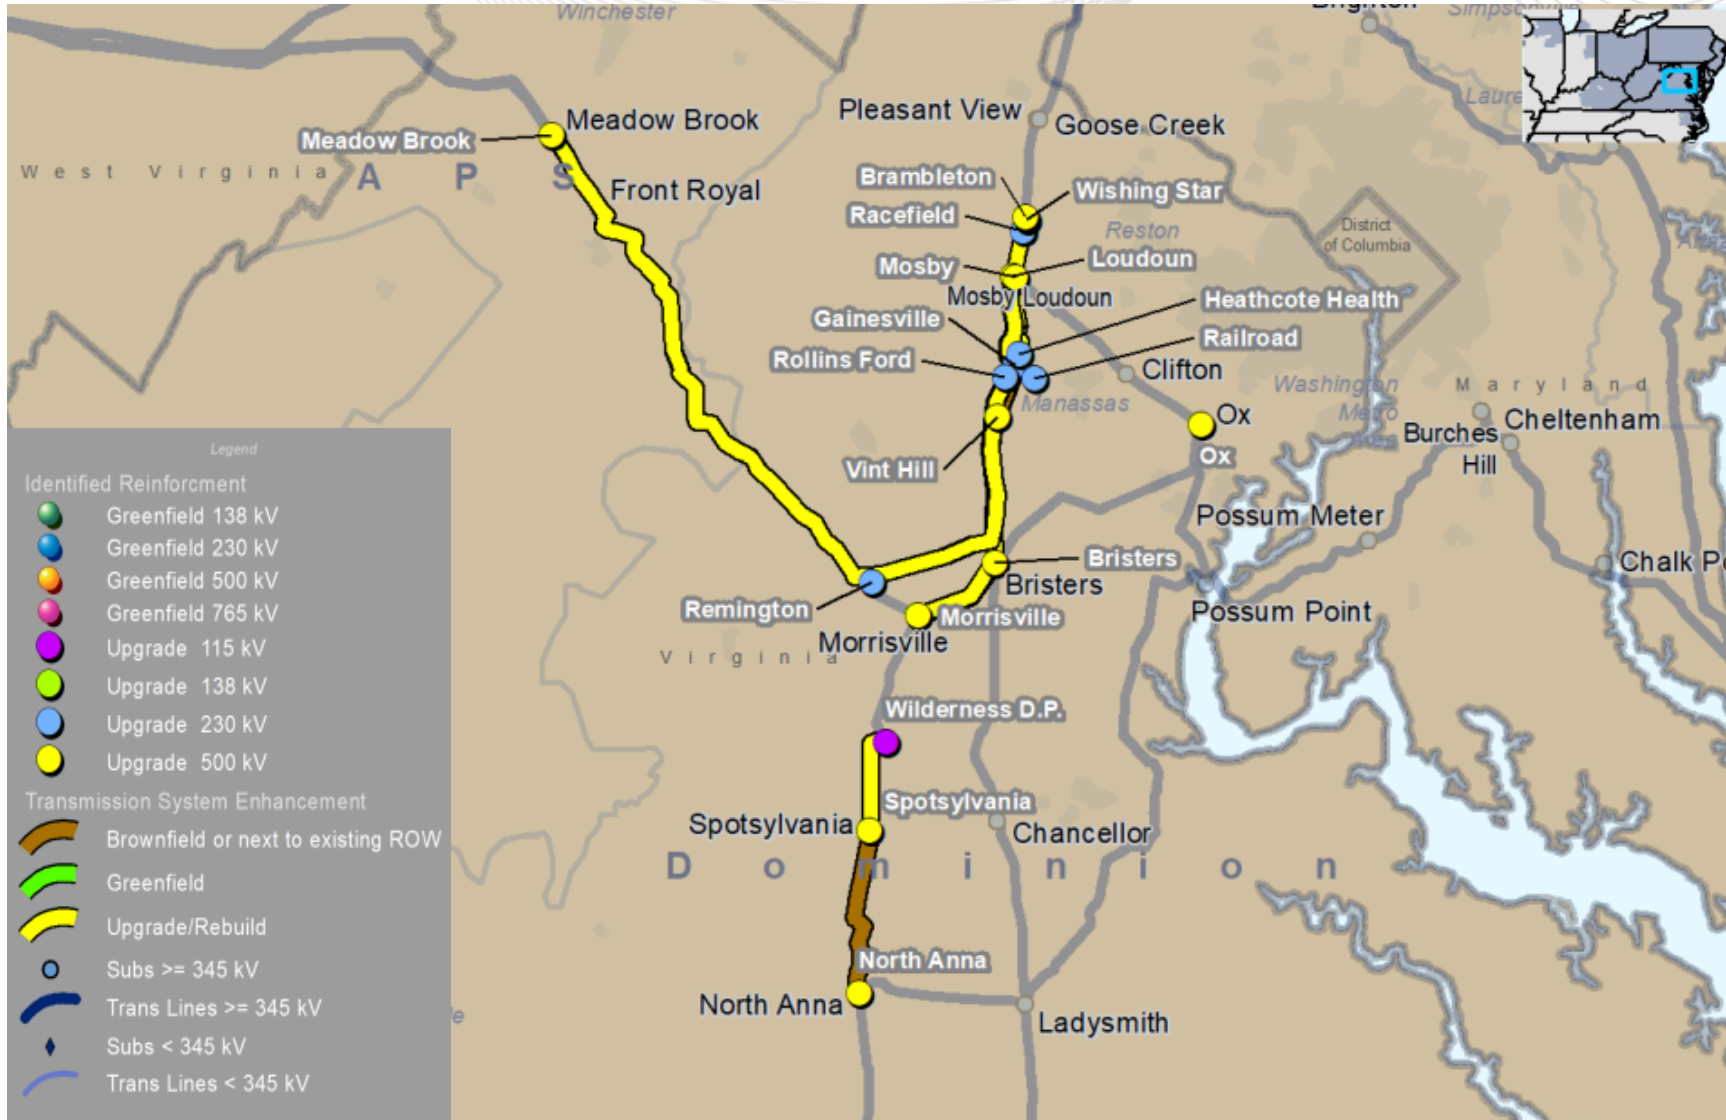 Winchester
Brighton
Meadow Brook
Meadow Brook
West Virginia
A P S
Front Royal
Pleasant View
Goose Creek
Brambleton
Wishing Star
Racefield
Reston
District
of Columbia
Mosby
Loudoun
Mosby
Loudoun
Heathcote Health
Gainesville
Railroad
Rollins Ford
Clifton
Manassas
Washington
Metro
Maryland
Cheltenham
Burches
Hill
Ox
Ox
Vint Hill
Possum Meter
Bristers
Bristers
Chalk
Possum Point
Remington
Morrisville
Morrisville
Virginia
Wilderness D.P.
Spotsylvania
Spotsylvania
Chancellor
Dominion
North Anna
North Anna
Ladysmith
Legend
Identified Reinforcment
Greenfield 138 kV
Greenfield 230 kV
Greenfield 500 kV
Greenfield 765 kV
Upgrade 115 kV
Upgrade 138 kV
Upgrade 230 kV
Upgrade 500 kV
Transmission System Enhancement
Brownfield or next to existing ROW
Greenfield
Upgrade/Rebuild
Subs >= 345 kV
Trans Lines >= 345 kV
Subs < 345 kV
Trans Lines < 345 kV